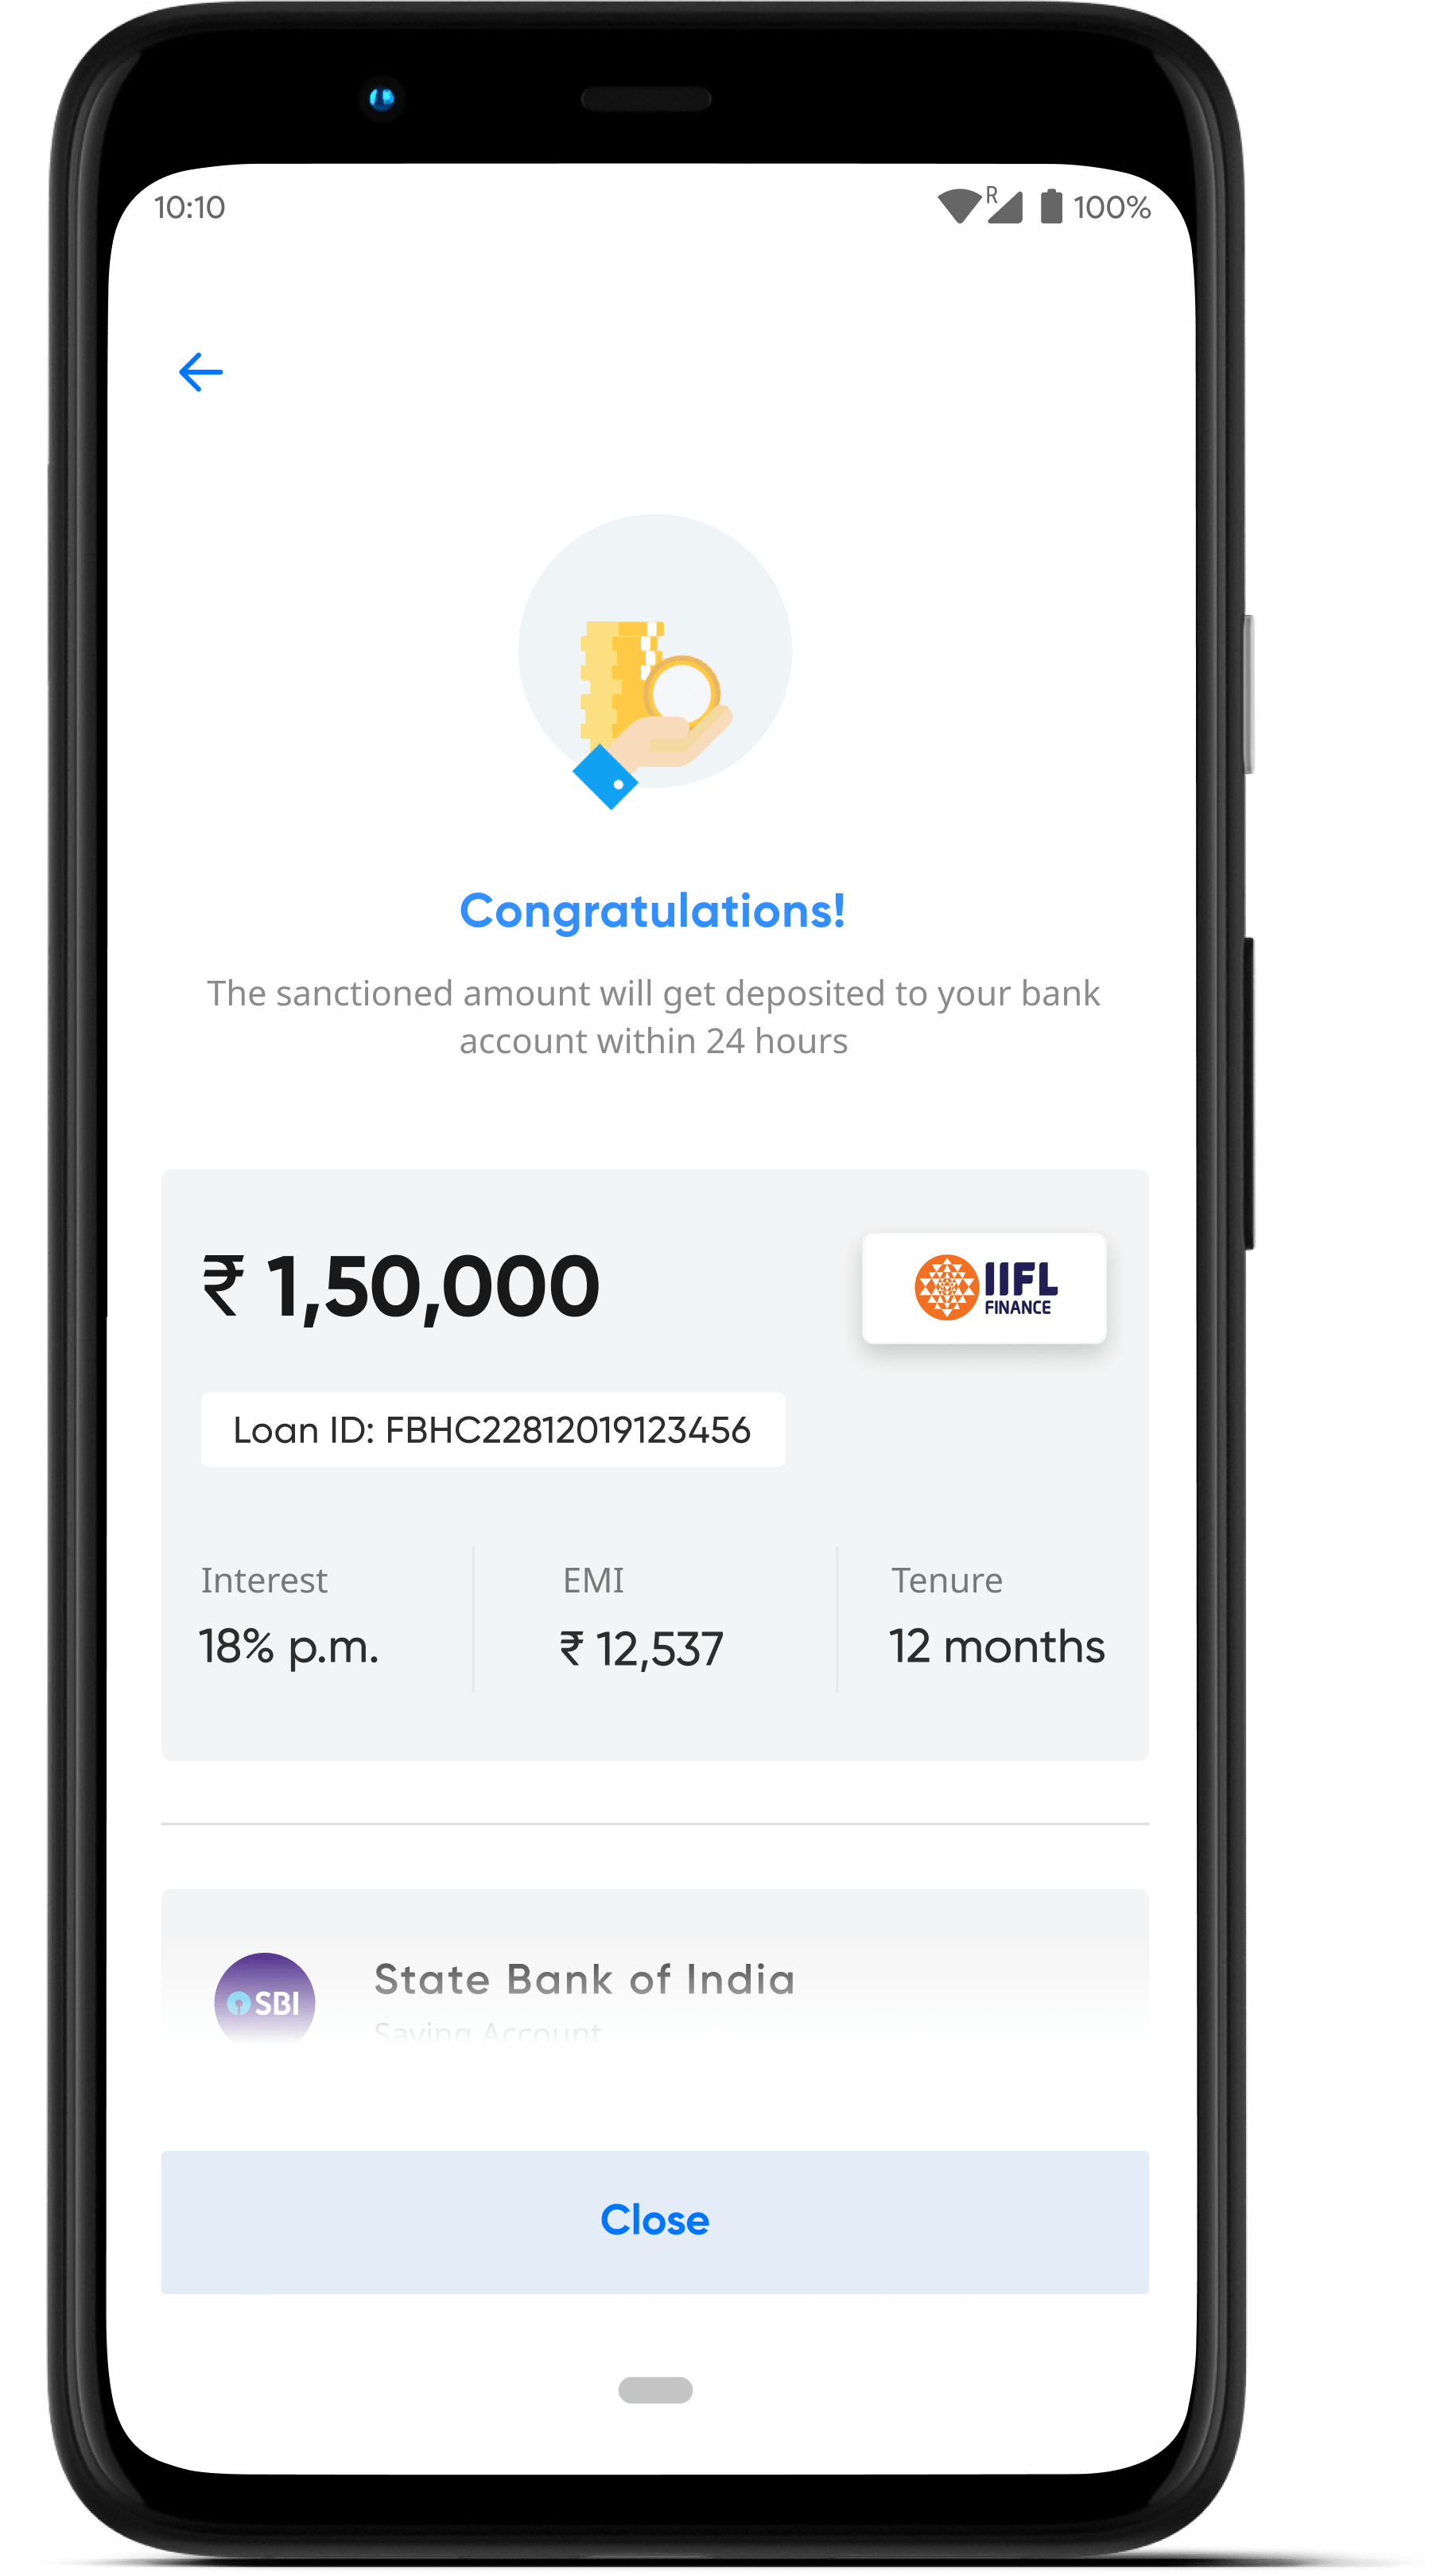 10:10
R
100%
Congratulations!
The sanctioned amount will get deposited to your bank
account within 24 hours
₹ 1,50,000
IIFL
FINANCE
Loan ID: FBHC22812019123456
Interest
EMI
Tenure
18% p.m.
₹ 12,537
12 months
State Bank of India
SBI
Saving Account
Close